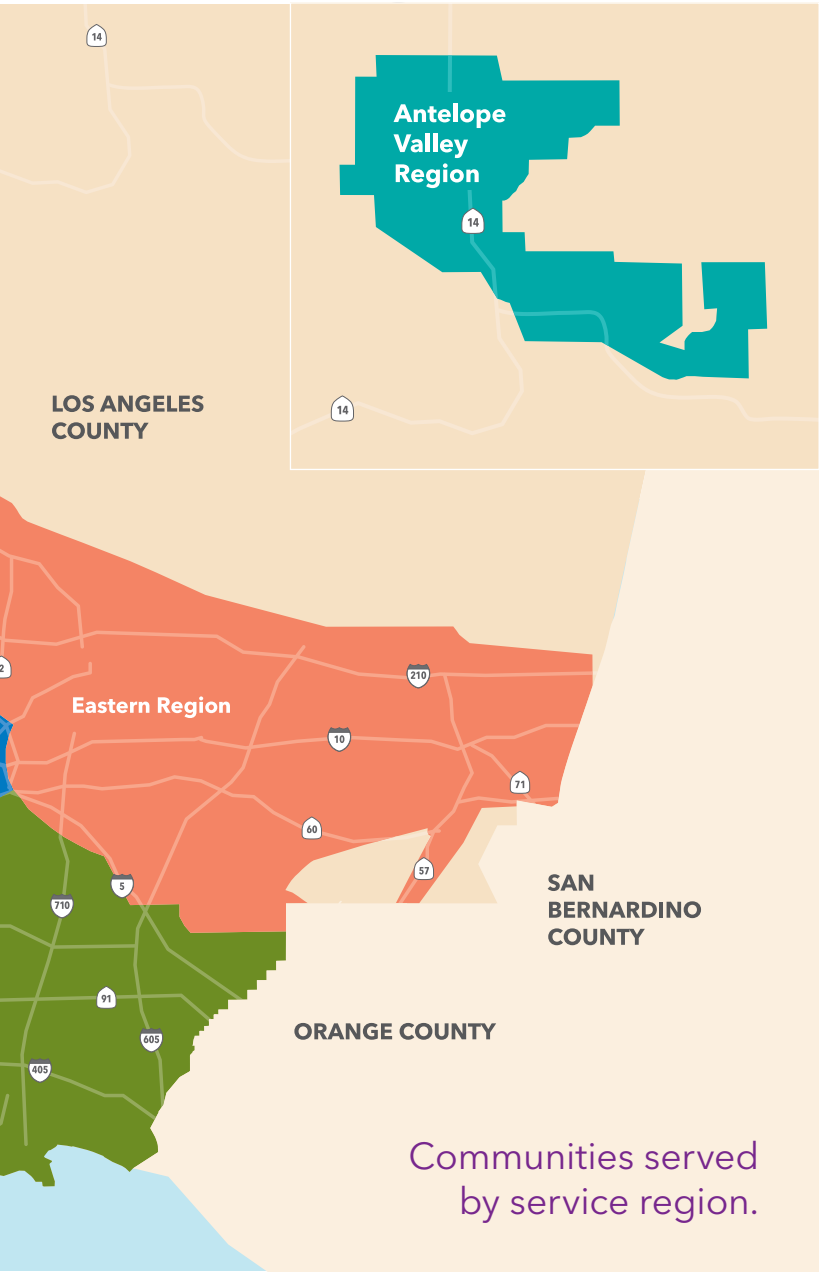 14
Antelope
Valley
Region
14
14
LOS ANGELES
COUNTY
2
210
Eastern Region
10
71
60
57
5
710
SAN
BERNARDINO
COUNTY
91
ORANGE COUNTY
605
405
Communities served
by service region.